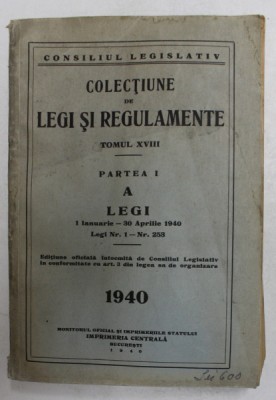 CONSILIUL LEGISLATIV
COLECȚIUNE
DE
LEGI ȘI REGULAMENTE
TOMUL XVIII
PARTEA I
A
LEGI
1 Ianuarie — 30 Aprilie 1940
Legi Nr. 1 — Nr. 253
Edițiune oficială întocmită de Consiliul Legislativ
în conformitate cu art. 3 din legea sa de organizare
1940
MONITORUL OFICIAL ȘI IMPRIMERIILE STATULUI
IMPRIMERIA CENTRALĂ
BUCUREȘTI
1940
Lei 600